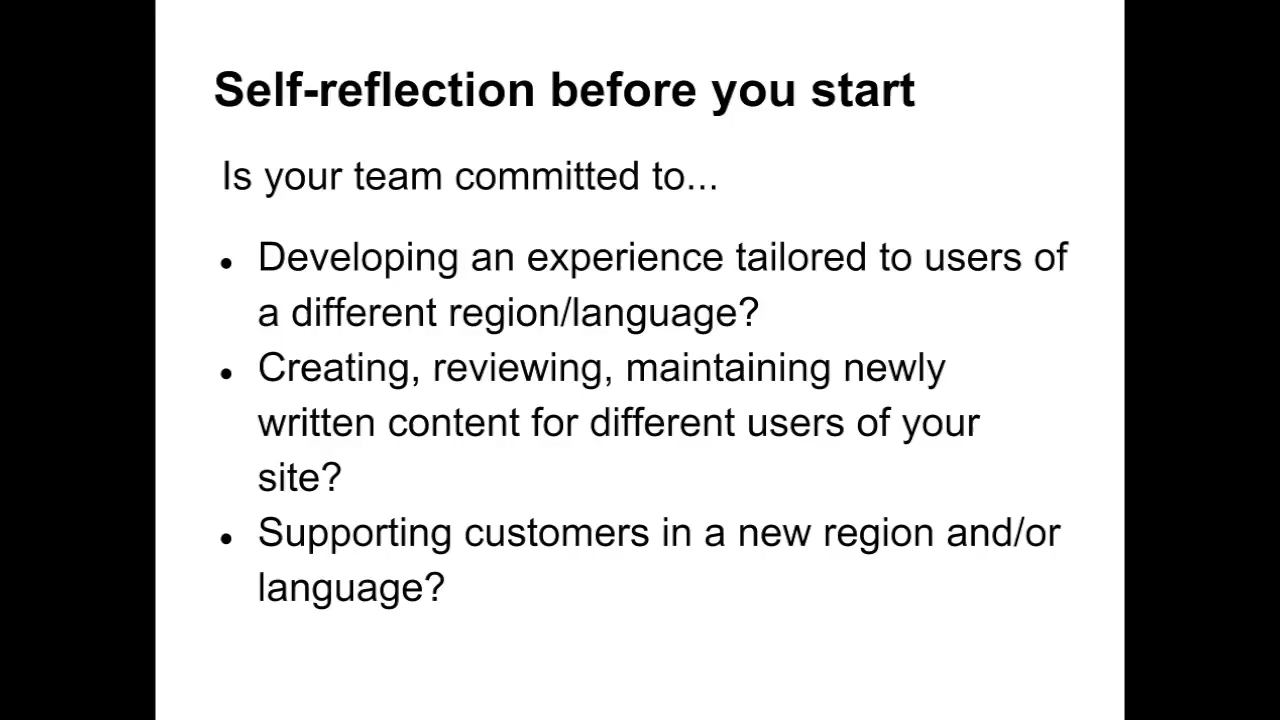 Self-reflection before you start
Is your team committed to...
● Developing an experience tailored to users of
a different region/language?
● Creating, reviewing, maintaining newly
written content for different users of your
site?
● Supporting customers in a new region and/or
language?